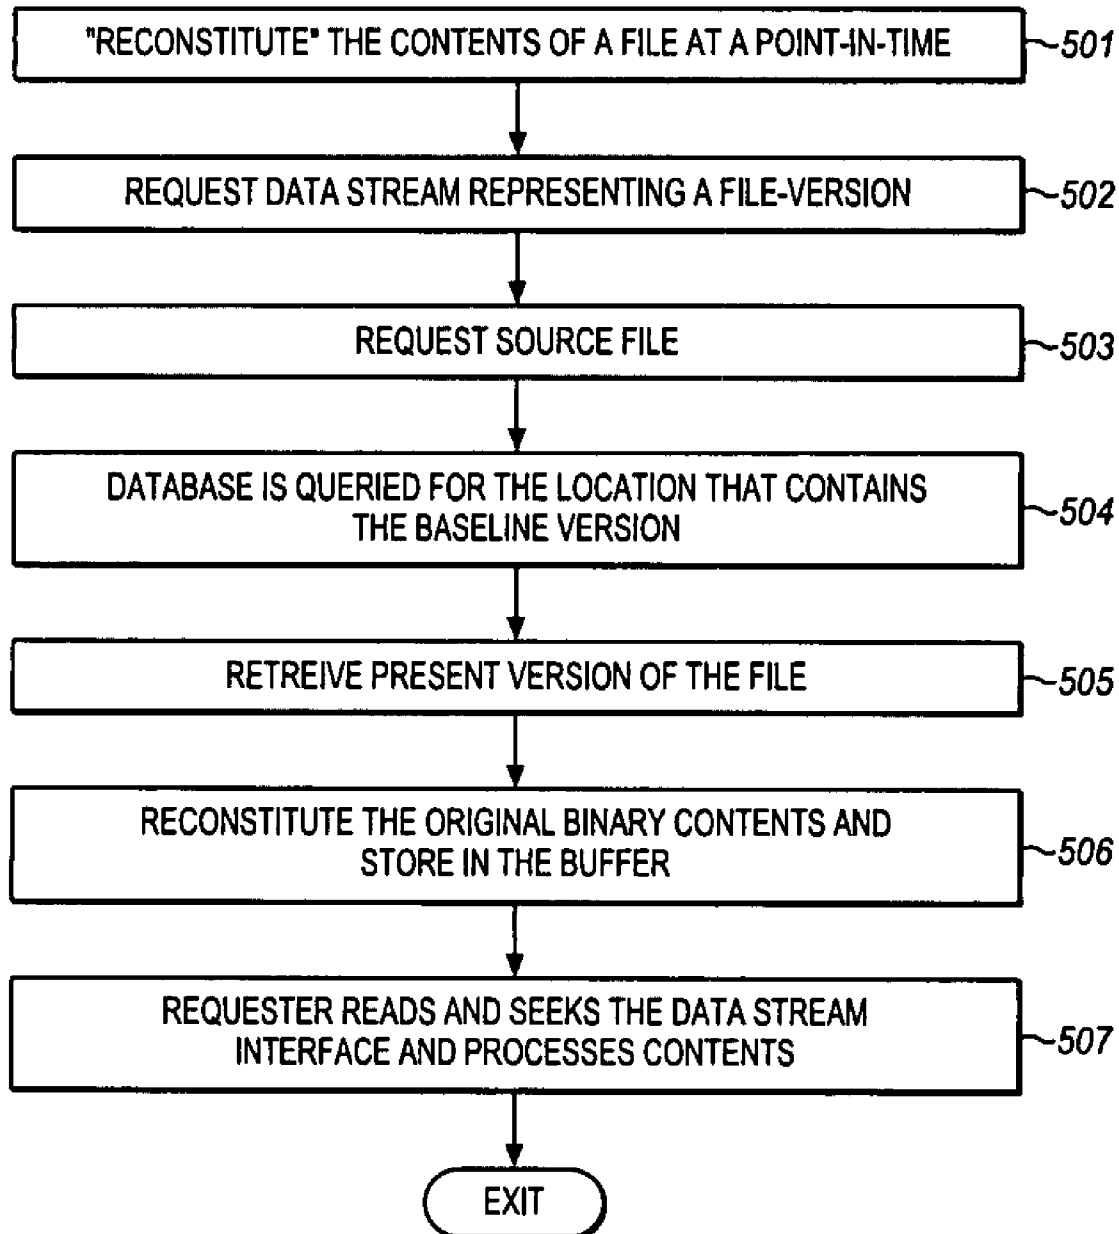 "RECONSTITUTE" THE CONTENTS OF A FILE AT A POINT-IN-TIME
501
REQUEST DATA STREAM REPRESENTING A FILE-VERSION
502
REQUEST SOURCE FILE
503
DATABASE IS QUERIED FOR THE LOCATION THAT CONTAINS
THE BASELINE VERSION
504
RETREIVE PRESENT VERSION OF THE FILE
505
RECONSTITUTE THE ORIGINAL BINARY CONTENTS AND
STORE IN THE BUFFER
506
REQUESTER READS AND SEEKS THE DATA STREAM
INTERFACE AND PROCESSES CONTENTS
507
EXIT